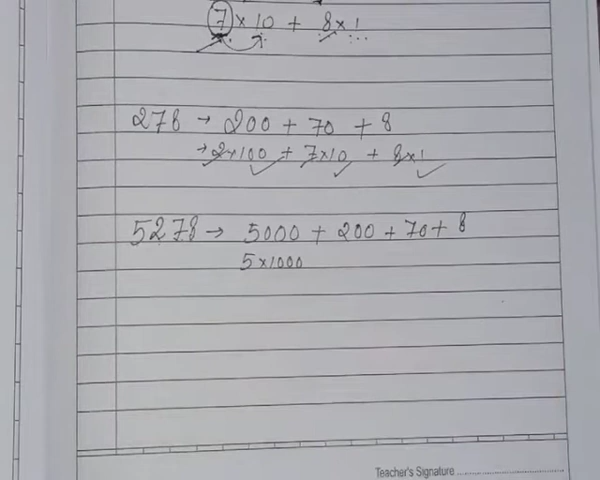 7 × 10 + 8 × 1
278 → 200 + 70 + 8
→ 2 × 100 + 7 × 10 + 8 × 1
5278 → 5000 + 200 + 70 + 8
5 × 1000
Teacher's Signature